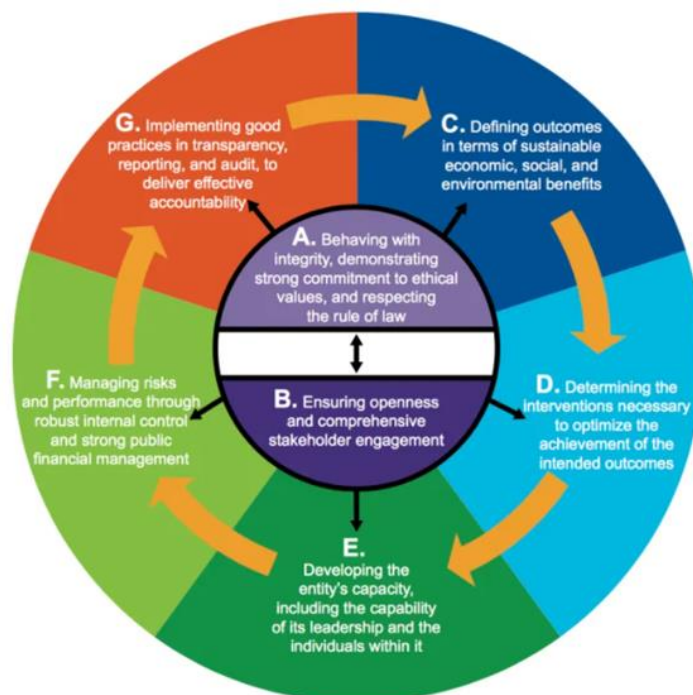 A. Behaving with
integrity, demonstrating
strong commitment to ethical
values, and respecting
the rule of law
B. Ensuring openness
and comprehensive
stakeholder engagement
C. Defining outcomes
in terms of sustainable
economic, social, and
environmental benefits
D. Determining the
interventions necessary
to optimize the
achievement of the
intended outcomes
E.
Developing the
entity's capacity,
including the capability
of its leadership and the
individuals within it
F. Managing risks
and performance through
robust internal control
and strong public
financial management
G. Implementing good
practices in transparency,
reporting, and audit, to
deliver effective
accountability